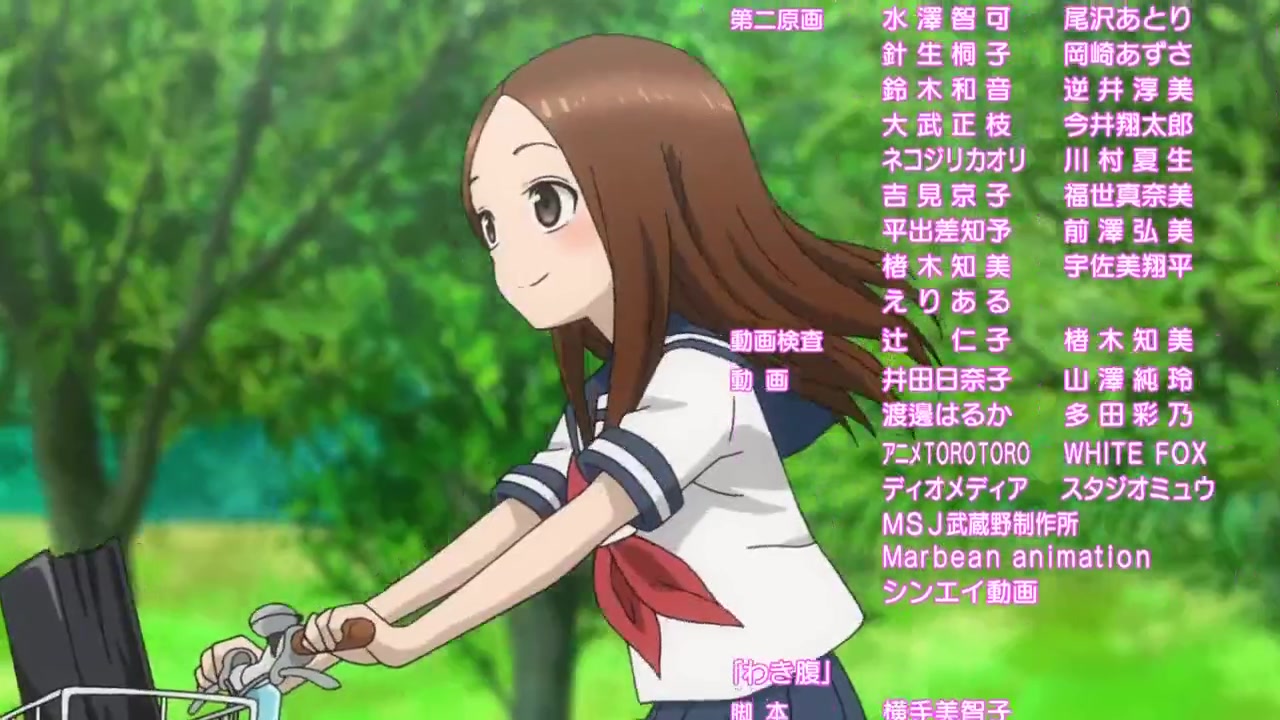 第二原画 水澤智可 尾沢あとり
針生桐子 岡崎あずさ
鈴木和音 逆井淳美
大武正枝 今井翔太郎
ネコジリカオリ 川村夏生
吉見京子 福世真奈美
平出差知予 前澤弘美
楮木知美 宇佐美翔平
えりある
動画検査 辻 仁子 楮木知美
動画 井田日奈子 山澤純玲
渡邊はるか 多田彩乃
アニメTOROTORO WHITE FOX
ディオメディア スタジオミュウ
MSJ武蔵野制作所
Marbean animation
シンエイ動画
「わき腹」
脚本 横手美智子